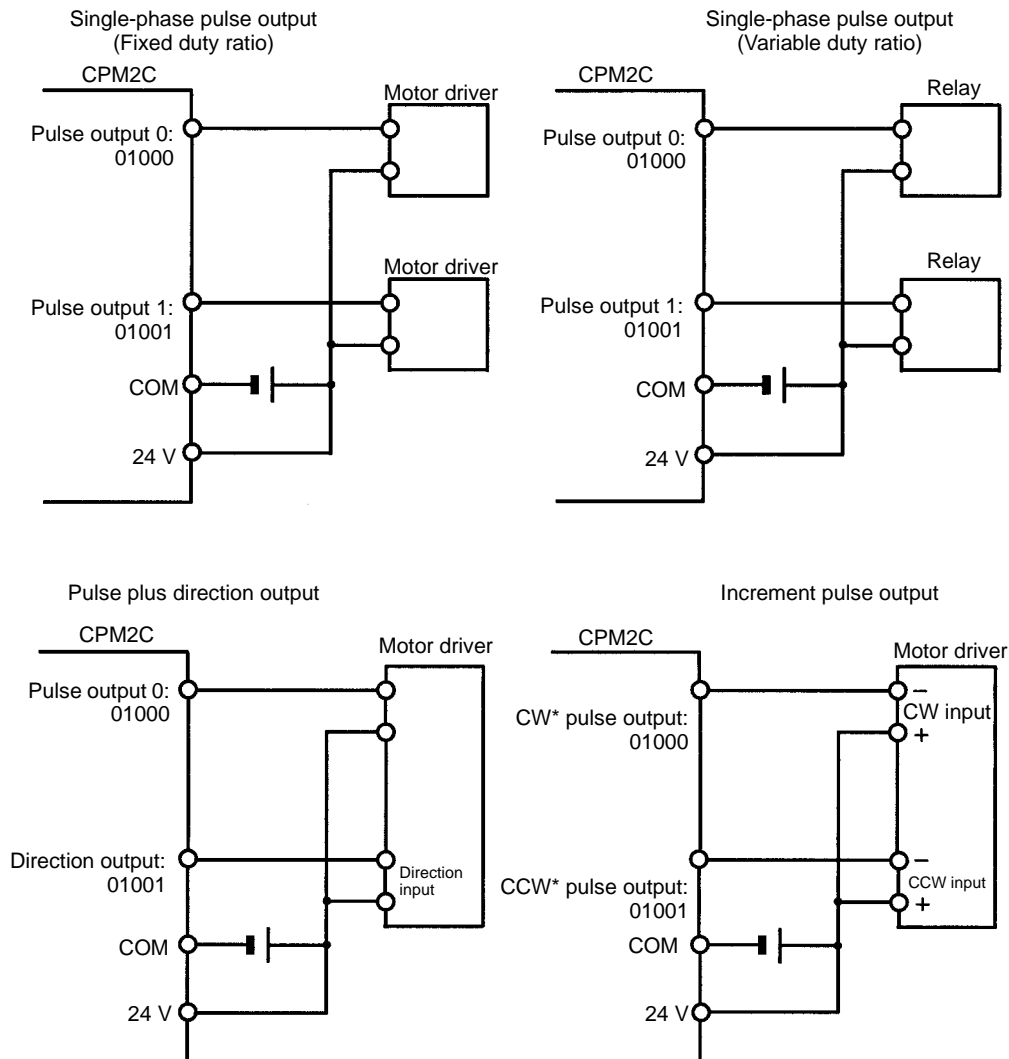 Single-phase pulse output
(Fixed duty ratio)
CPM2C
Motor driver
Pulse output 0:
01000
Motor driver
Pulse output 1:
01001
COM
24 V
Single-phase pulse output
(Variable duty ratio)
CPM2C
Relay
Pulse output 0:
01000
Relay
Pulse output 1:
01001
COM
24 V
Pulse plus direction output
CPM2C
Motor driver
Pulse output 0:
01000
Direction output:
01001
Direction
input
COM
24 V
Increment pulse output
CPM2C
Motor driver
−
CW input
CW* pulse output:
01000
+
−
CCW input
CCW* pulse output:
01001
+
COM
24 V